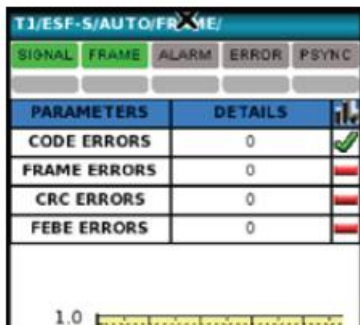 T1/ESF-S/AUTO/FRAME/
SIGNAL FRAME ALARM ERROR PSYNC
PARAMETERS DETAILS
CODE ERRORS 0
FRAME ERRORS 0
CRC ERRORS 0
FEBE ERRORS 0
1.0